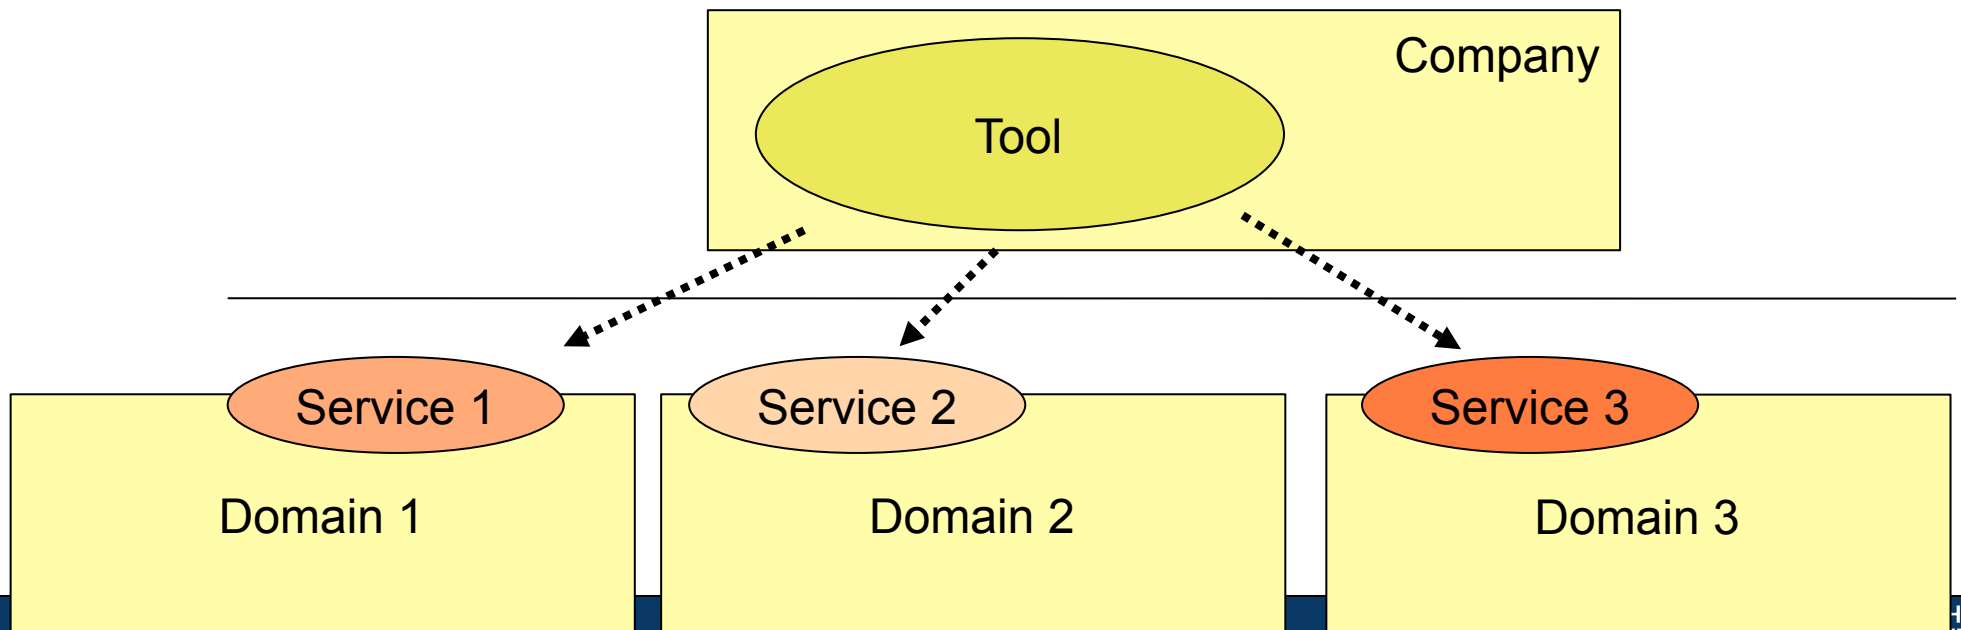 Company
Tool
Service 1
Service 2
Service 3
Domain 1
Domain 2
Domain 3